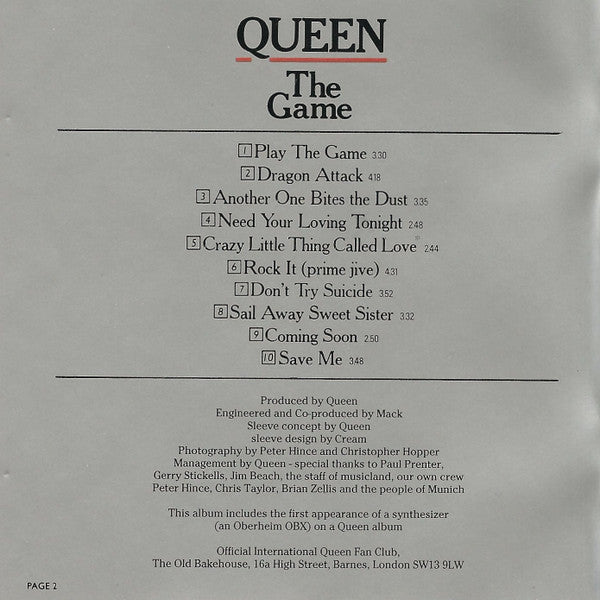 QUEEN
The
Game
1 Play The Game 3.30
2 Dragon Attack 4.18
3 Another One Bites the Dust 3.35
4 Need Your Loving Tonight 2.48
5 Crazy Little Thing Called Love 2.44
6 Rock It (prime jive) 4.31
7 Don't Try Suicide 3.52
8 Sail Away Sweet Sister 3.32
9 Coming Soon 2.50
10 Save Me 3.48
Produced by Queen
Engineered and Co-produced by Mack
Sleeve concept by Queen
sleeve design by Cream
Photography by Peter Hince and Christopher Hopper
Management by Queen - special thanks to Paul Prenter,
Gerry Stickells, Jim Beach, the staff of musicland, our own crew
Peter Hince, Chris Taylor, Brian Zellis and the people of Munich
This album includes the first appearance of a synthesizer
(an Oberheim OBX) on a Queen album
Official International Queen Fan Club,
The Old Bakehouse, 16a High Street, Barnes, London SW13 9LW
PAGE 2